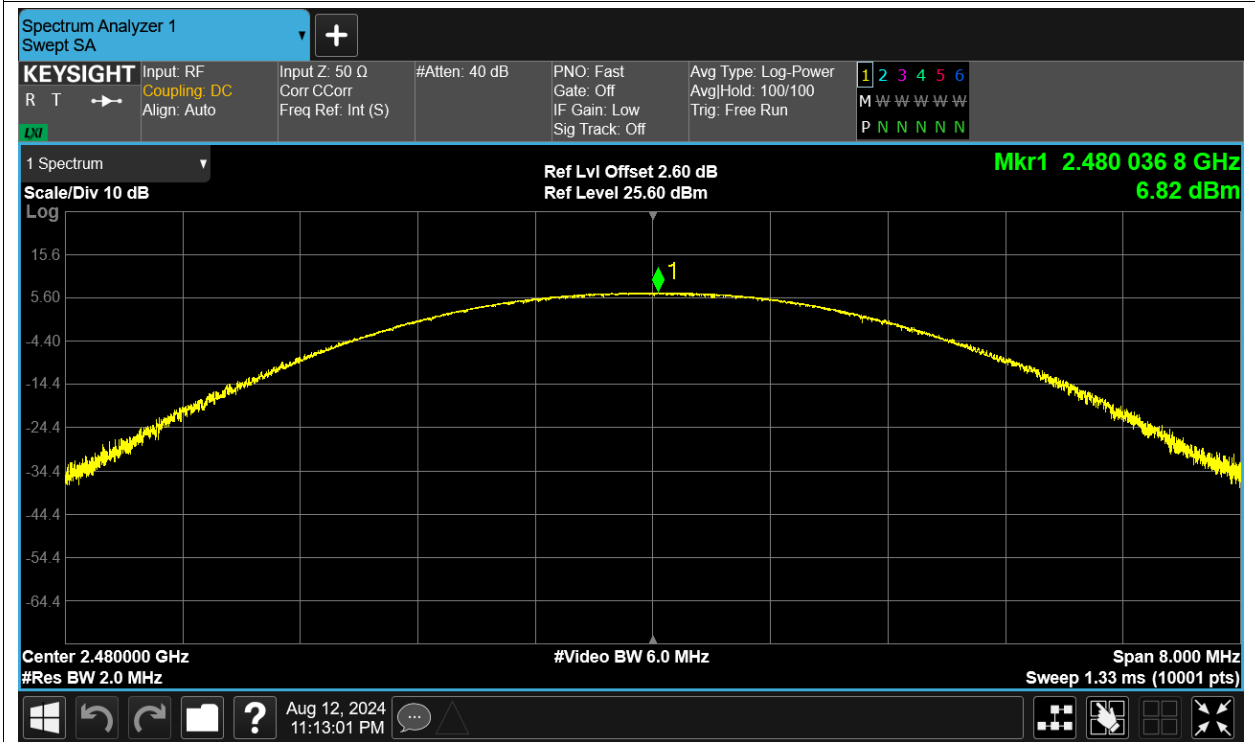 Spectrum Analyzer 1
Swept SA
+
KEYSIGHT
R T
LXI
Input: RF
Coupling: DC
Align: Auto
Input Z: 50 Ω
Corr CCorr
Freq Ref: Int (S)
#Atten: 40 dB
PNO: Fast
Gate: Off
IF Gain: Low
Sig Track: Off
Avg Type: Log-Power
Avg|Hold: 100/100
Trig: Free Run
1 2 3 4 5 6
M W W W W W
P N N N N N
1 Spectrum
Scale/Div 10 dB
Log
Ref Lvl Offset 2.60 dB
Ref Level 25.60 dBm
Mkr1 2.480 036 8 GHz
6.82 dBm
1
15.6
5.60
-4.40
-14.4
-24.4
-34.4
-44.4
-54.4
-64.4
Center 2.480000 GHz
#Res BW 2.0 MHz
#Video BW 6.0 MHz
Span 8.000 MHz
Sweep 1.33 ms (10001 pts)
?
Aug 12, 2024
11:13:01 PM